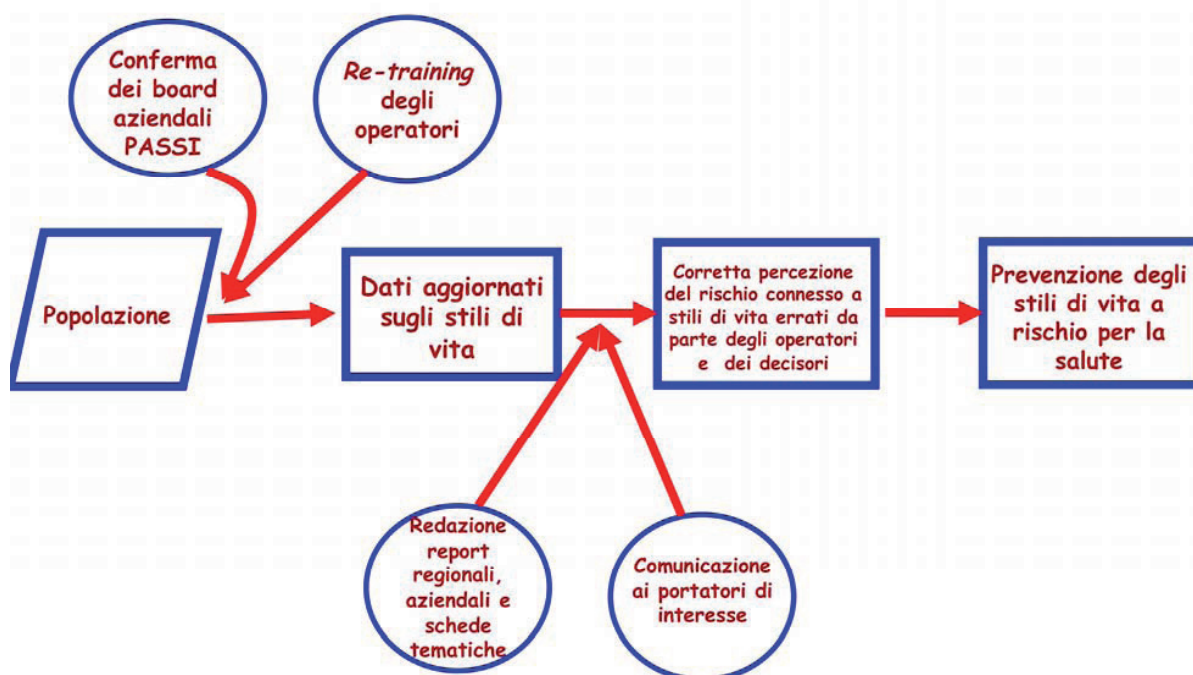 Conferma
dei board
aziendali
PASSI
Re-training
degli
operatori
Popolazione
Dati aggiornati
sugli stili di
vita
Corretta percezione
del rischio connesso a
stili di vita errati da
parte degli operatori
e dei decisori
Prevenzione degli
stili di vita a
rischio per la
salute
Redazione
report
regionali,
aziendali e
schede
tematiche
Comunicazione
ai portatori di
interesse